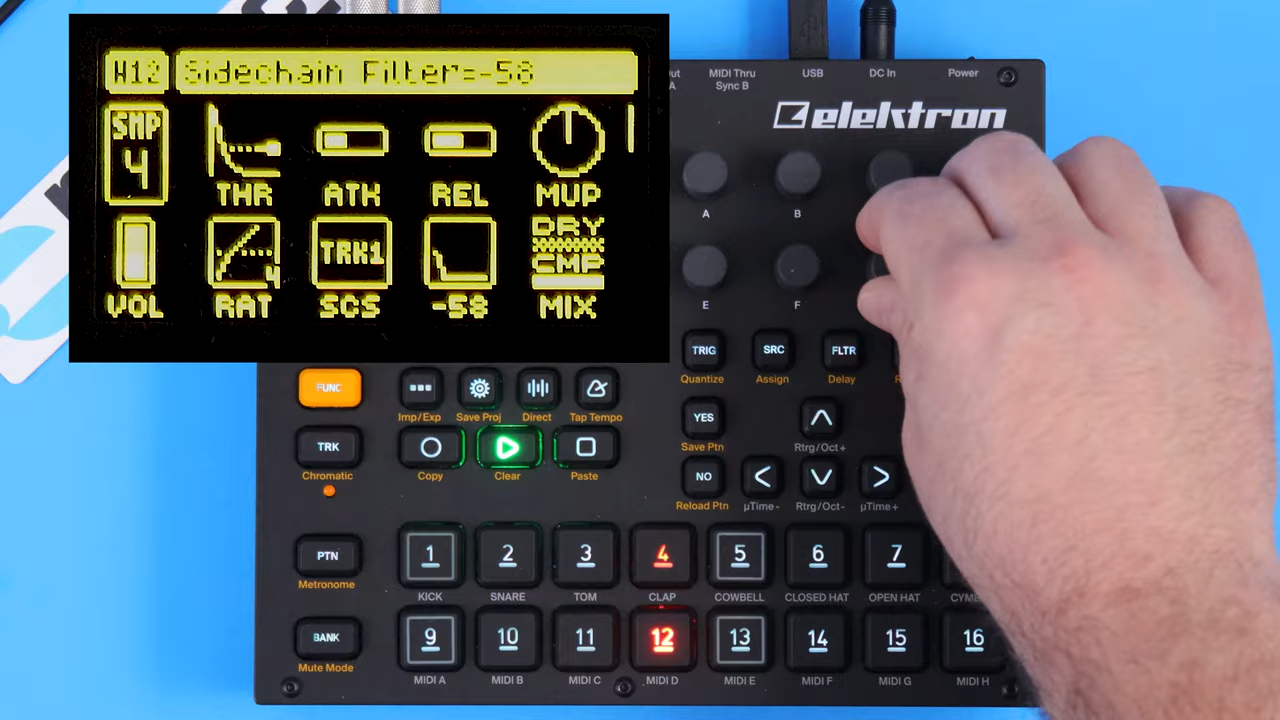 A12 Sidechain Filter=-58
SMP
4
THR ATK REL MUP
VOL
4
RAT
TRK1
SCS
-58
DRY
CMP
MIX
A
MIDI Thru
Sync B
USB
DC In
Power
elektron
A B
E F
TRIG SRC FLTR
Quantize Assign Delay
FUNC
Imp/Exp Save Proj Direct Tap Tempo
YES
Save Ptn
Rtrg/Oct+
TRK
Chromatic
Copy Clear Paste
NO
Reload Ptn µTime- Rtrg/Oct- µTime+
PTN
Metronome
1 2 3 4 5 6 7
KICK SNARE TOM CLAP COWBELL CLOSED HAT OPEN HAT
BANK
Mute Mode
9 10 11 12 13 14 15 16
MIDI A MIDI B MIDI C MIDI D MIDI E MIDI F MIDI G MIDI H